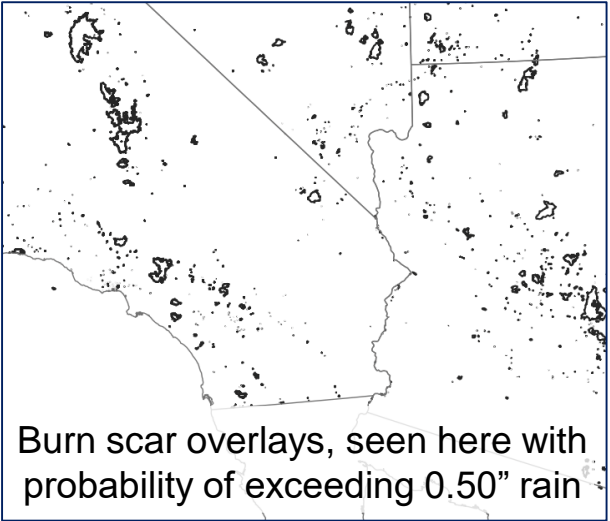 Burn scar overlays, seen here with
probability of exceeding 0.50” rain